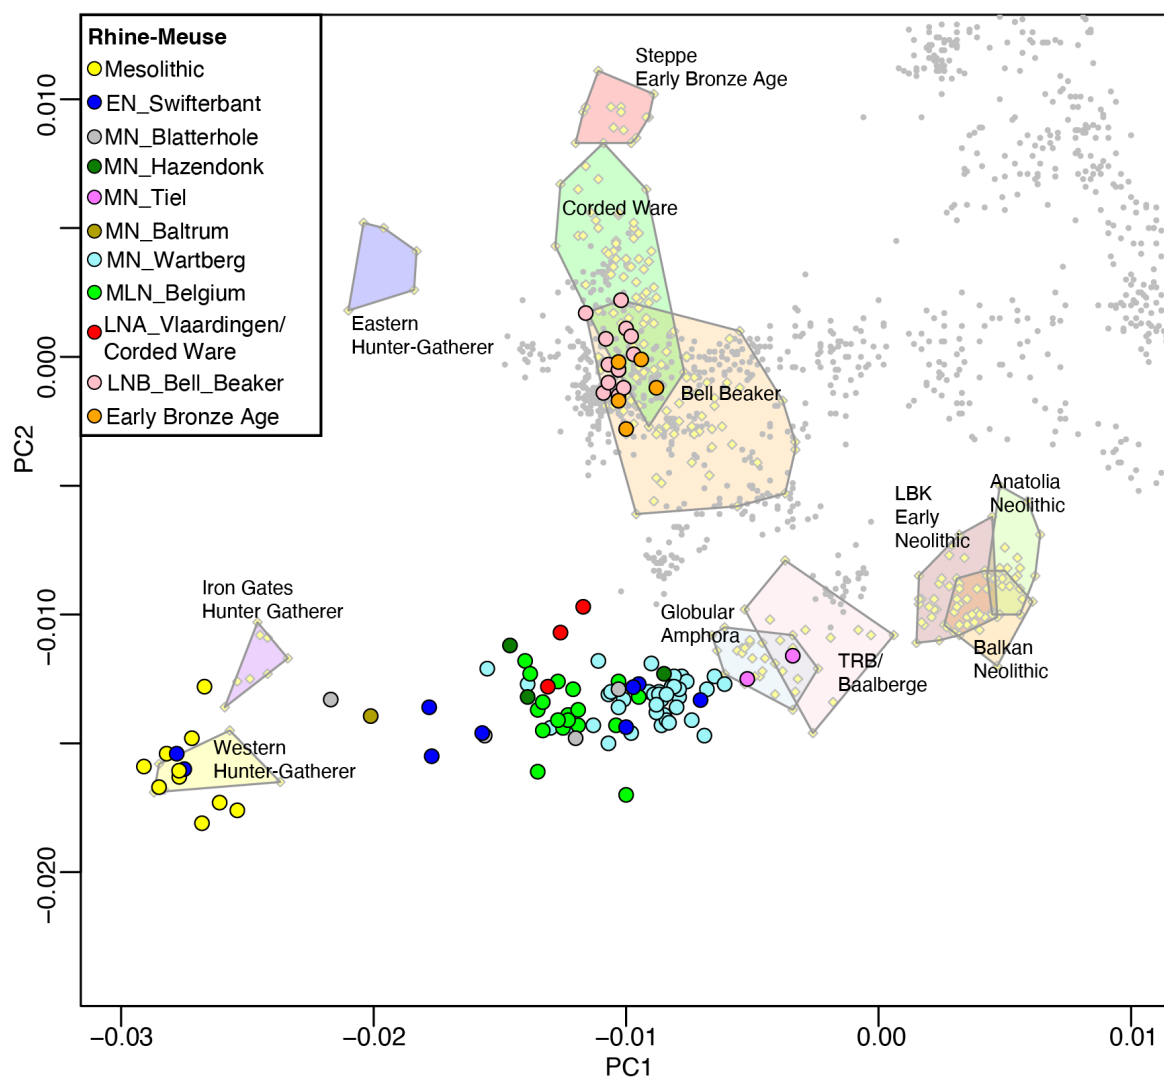 Rhine-Meuse
Mesolithic
EN_Swifterbant
MN_Blatterhole
MN_Hazendonk
MN_Tiel
MN_Baltrum
MN_Wartberg
MLN_Belgium
LNA_Vlaardingen/
Corded Ware
LNB_Bell_Beaker
Early Bronze Age
Steppe
Early Bronze Age
Corded Ware
Eastern
Hunter-Gatherer
Bell Beaker
LBK
Early
Neolithic
Anatolia
Neolithic
Iron Gates
Hunter Gatherer
Globular
Amphora
TRB/
Baalberge
Balkan
Neolithic
Western
Hunter-Gatherer
PC2
0.010
0.000
−0.010
−0.020
−0.03
−0.02
−0.01
0.00
0.01
PC1